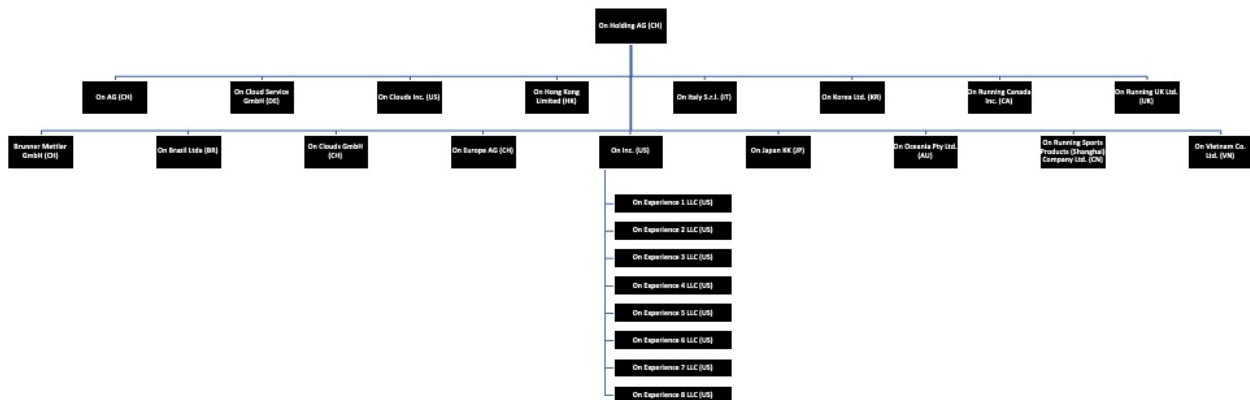 On Holding AG (CH)
On AG (CH)
On Cloud Service
GmbH (DE)
On Clouds Inc. (US)
On Hong Kong
Limited (HK)
On Italy S.r.l. (IT)
On Korea Ltd. (KR)
On Running Canada
Inc. (CA)
On Running UK Ltd.
(UK)
Brunner Mettler
GmbH (CH)
On Brazil Ltda (BR)
On Clouds GmbH
(CH)
On Europe AG (CH)
On Inc. (US)
On Japan KK (JP)
On Oceania Pty Ltd.
(AU)
On Running Sports
Products (Shanghai)
Company Ltd. (CN)
On Vietnam Co.
Ltd. (VN)
On Experience 1 LLC (US)
On Experience 2 LLC (US)
On Experience 3 LLC (US)
On Experience 4 LLC (US)
On Experience 5 LLC (US)
On Experience 6 LLC (US)
On Experience 7 LLC (US)
On Experience 8 LLC (US)